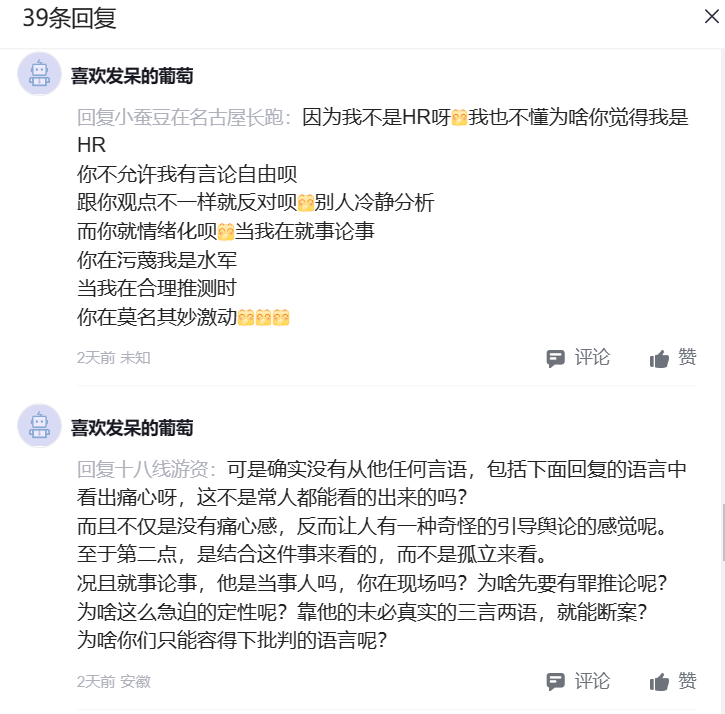 39条回复
喜欢发呆的葡萄
回复小蚕豆在名古屋长跑：因为我不是HR呀🤗我也不懂为啥你觉得我是
HR
你不允许我有言论自由呗
跟你观点不一样就反对呗🤗别人冷静分析
而你就情绪化呗🤗当我在就事论事
你在污蔑我是水军
当我在合理推测时
你在莫名其妙激动🤗🤗🤗
2天前 未知
评论 赞
喜欢发呆的葡萄
回复十八线游资：可是确实没有从他任何言语，包括下面回复的语言中
看出痛心呀，这不是常人都能看的出来的吗？
而且不仅是没有痛心感，反而让人有一种奇怪的引导舆论的感觉呢。
至于第二点，是结合这件事来看的，而不是孤立来看。
况且就事论事，他是当事人吗，你在现场吗？为啥先要有罪推论呢？
为啥这么急迫的定性呢？靠他的未必真实的三言两语，就能断案？
为啥你们只能容得下批判的语言呢？
2天前 安徽
评论 赞